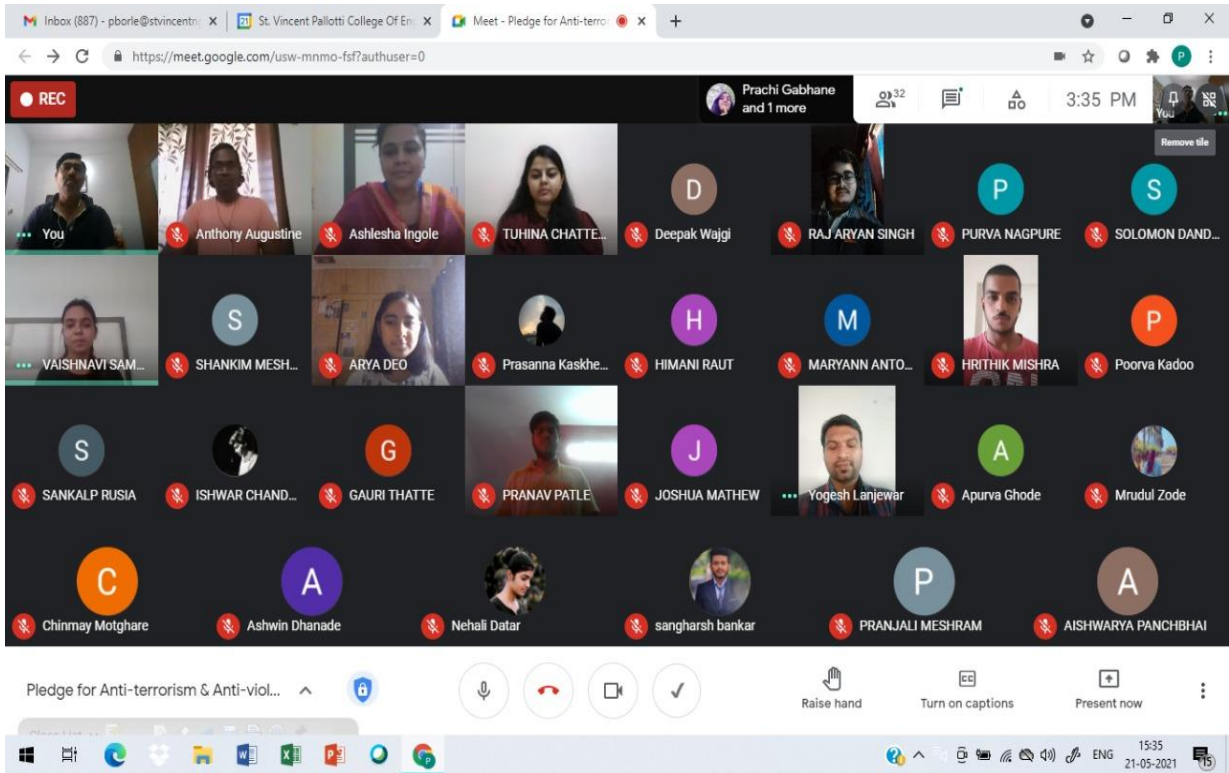 Inbox (887) - pborle@stvincentn
St. Vincent Pallotti College Of En
Meet - Pledge for Anti-terro
https://meet.google.com/usw-mnmo-fsf?authuser=0
REC
Prachi Gabhane
and 1 more
32
3:35 PM
You
Remove tile
You
Anthony Augustine
Ashlesha Ingole
TUHINA CHATTE...
D
Deepak Wajgi
RAJ ARYAN SINGH
P
PURVA NAGPURE
S
SOLOMON DAND...
VAISHNAVI SAM...
S
SHANKIM MESH...
ARYA DEO
Prasanna Kaskhe...
H
HIMANI RAUT
M
MARYANN ANTO...
HRITHIK MISHRA
P
Poorva Kadoo
S
SANKALP RUSIA
ISHWAR CHAND...
G
GAURI THATTE
PRANAV PATLE
J
JOSHUA MATHEW
Yogesh Lanjewar
A
Apurva Ghode
Mrudul Zode
C
Chinmay Motghare
A
Ashwin Dhanade
Nehali Datar
sangharsh bankar
P
PRANJALI MESHRAM
A
AISHWARYA PANCHBHAI
Pledge for Anti-terrorism & Anti-viol...
Raise hand
CC
Turn on captions
Present now
ENG
15:35
21-05-2021
15